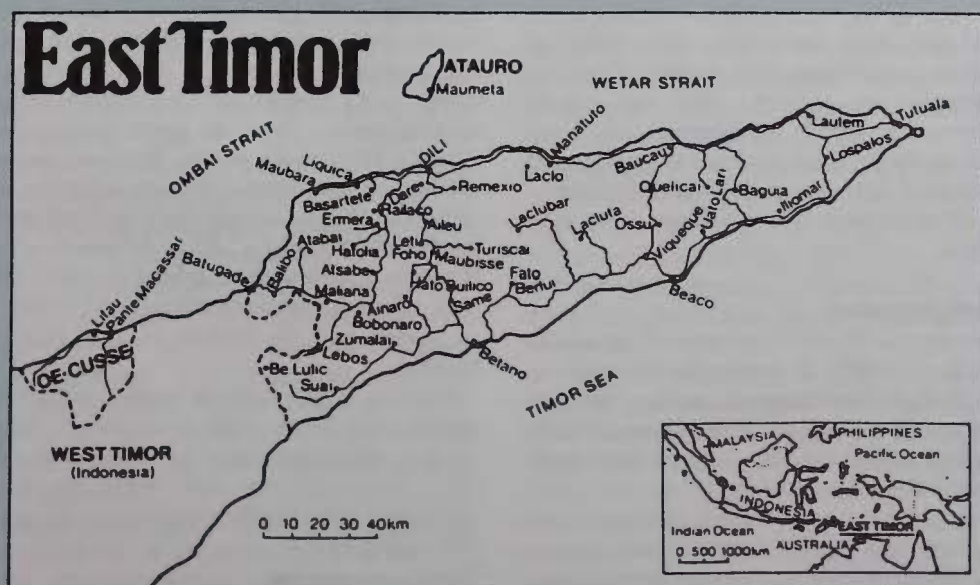 East Timor
ATAURO
Maumeta
WETAR STRAIT
OMBAI STRAIT
DILI
Manatuto
Lautem
Tutuala
Liquica
Maubara
Baucau
Lospalos
Laclo
Basartete
Dare
Remexio
Quelicai
Uato Lari
Baguia
Iliomar
Railaco
Ermera
Aileu
Laclubar
Lacluta
Ossu
Viqueque
Atabai
Hatolia
Letu
Foho
Turiscai
Maubisse
Batugade
Balibo
Atsabe
Fato
Berlui
Maliana
Ainaro
Fato Builico
Same
Beaco
Lifau
Pante Macassar
Bobonaro
Zumalai
OE-CUSSE
Lebos
Betano
Be Lulic
Suai
TIMOR SEA
WEST TIMOR
(Indonesia)
0 10 20 30 40km
MALAYSIA
PHILIPPINES
Pacific Ocean
INDONESIA
Indian Ocean
EAST TIMOR
AUSTRALIA
0 500 1000km